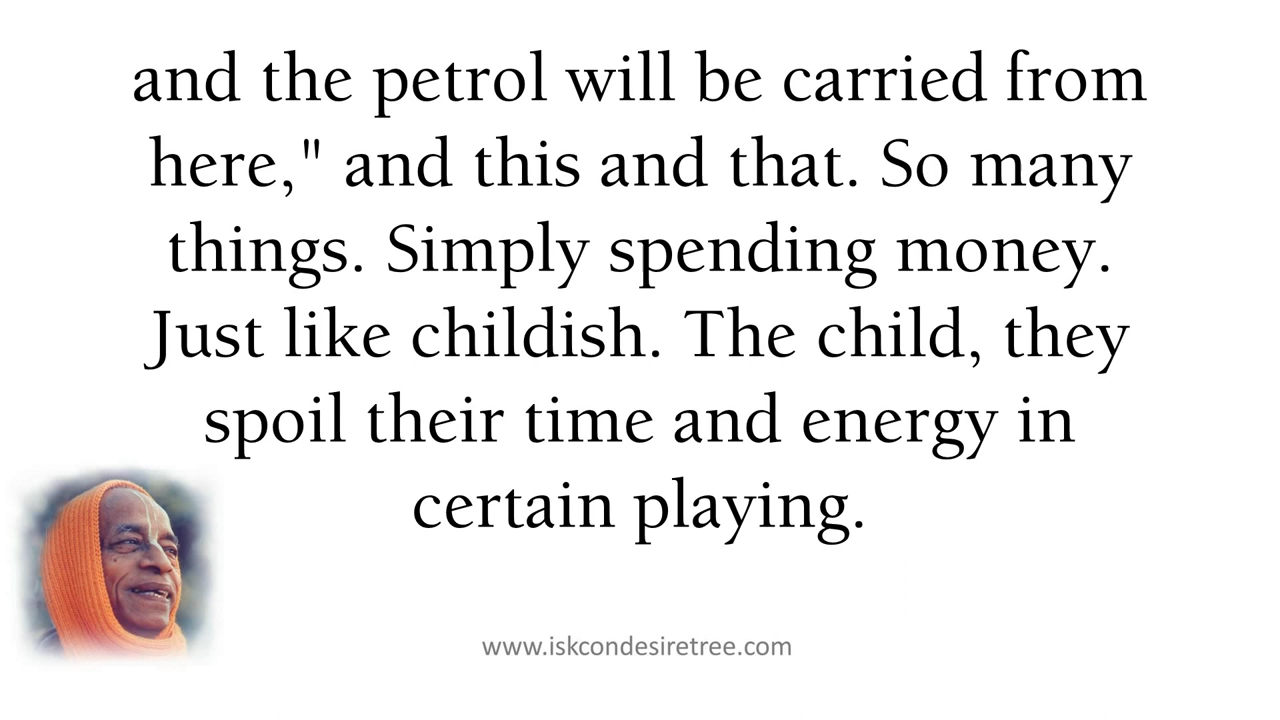 and the petrol will be carried from
here," and this and that. So many
things. Simply spending money.
Just like childish. The child, they
spoil their time and energy in
certain playing.
www.iskcondesiretree.com